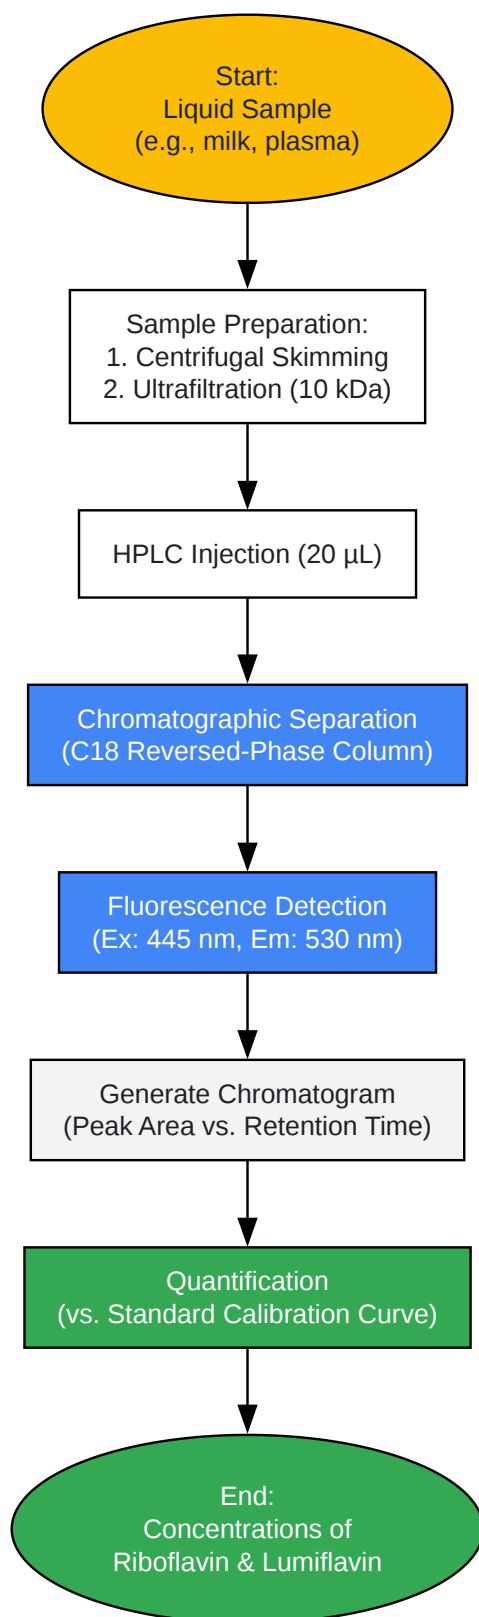 Start:
Liquid Sample
(e.g., milk, plasma)
Sample Preparation:
1. Centrifugal Skimming
2. Ultrafiltration (10 kDa)
HPLC Injection (20 µL)
Chromatographic Separation
(C18 Reversed-Phase Column)
Fluorescence Detection
(Ex: 445 nm, Em: 530 nm)
Generate Chromatogram
(Peak Area vs. Retention Time)
Quantification
(vs. Standard Calibration Curve)
End:
Concentrations of
Riboflavin & Lumiflavin